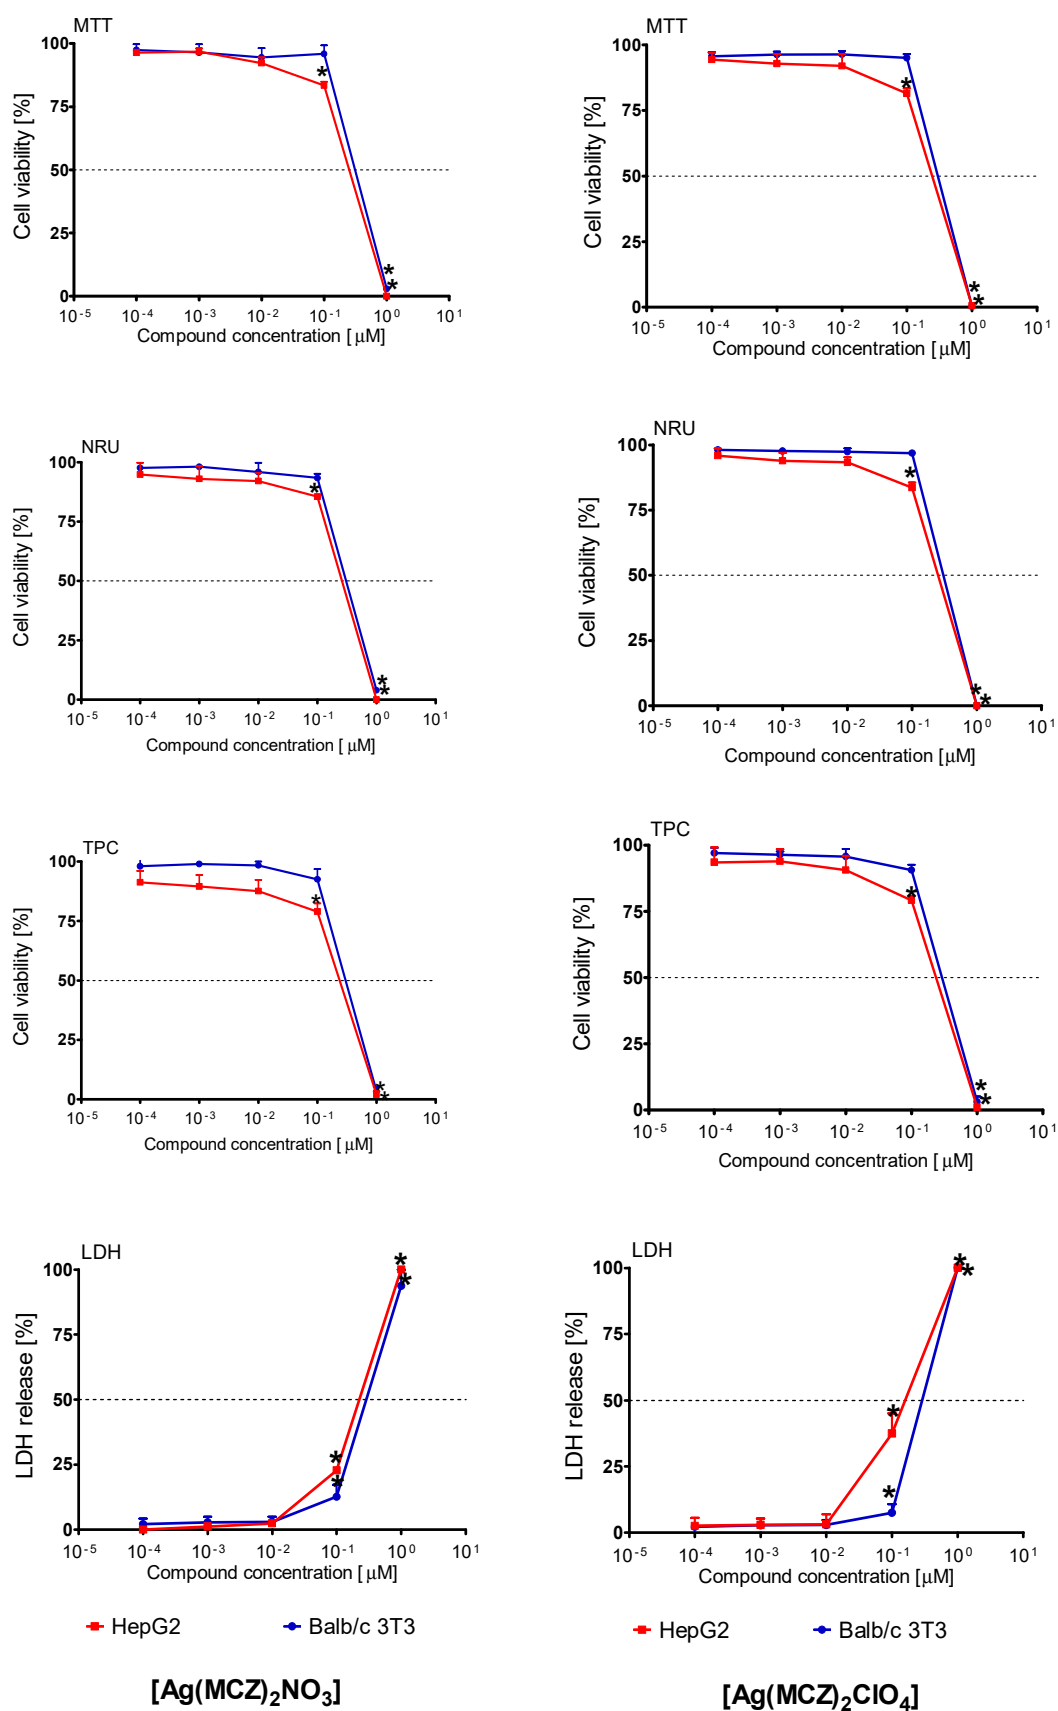 MTT
Cell viability [%]
100
75
50
25
0
10⁻⁵ 10⁻⁴ 10⁻³ 10⁻² 10⁻¹ 10⁰ 10¹
Compound concentration [ μM]
MTT
Cell viability [%]
100
75
50
25
0
10⁻⁵ 10⁻⁴ 10⁻³ 10⁻² 10⁻¹ 10⁰ 10¹
Compound concentration [ μM]
NRU
Cell viability [%]
100
75
50
25
0
10⁻⁵ 10⁻⁴ 10⁻³ 10⁻² 10⁻¹ 10⁰ 10¹
Compound concentration [ μM]
NRU
Cell viability [%]
100
75
50
25
0
10⁻⁵ 10⁻⁴ 10⁻³ 10⁻² 10⁻¹ 10⁰ 10¹
Compound concentration [ μM]
TPC
Cell viability [%]
100
75
50
25
0
10⁻⁵ 10⁻⁴ 10⁻³ 10⁻² 10⁻¹ 10⁰ 10¹
Compound concentration [ μM]
TPC
Cell viability [%]
100
75
50
25
0
10⁻⁵ 10⁻⁴ 10⁻³ 10⁻² 10⁻¹ 10⁰ 10¹
Compound concentration [ μM]
LDH
LDH release [%]
100
75
50
25
0
10⁻⁵ 10⁻⁴ 10⁻³ 10⁻² 10⁻¹ 10⁰ 10¹
Compound concentration [ μM]
LDH
LDH release [%]
100
75
50
25
0
10⁻⁵ 10⁻⁴ 10⁻³ 10⁻² 10⁻¹ 10⁰ 10¹
Compound concentration [ μM]
HepG2 Balb/c 3T3
HepG2 Balb/c 3T3
[Ag(MCZ)₂NO₃]
[Ag(MCZ)₂ClO₄]